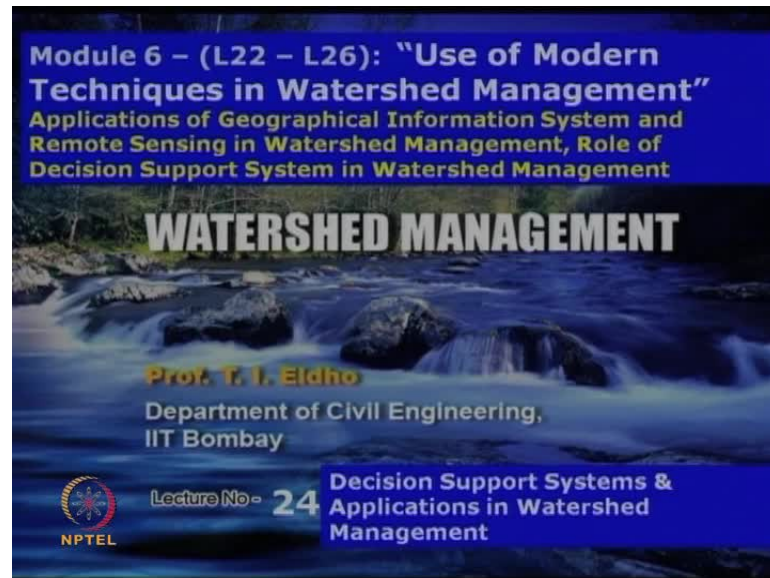 Module 6 – (L22 – L26): “Use of Modern
Techniques in Watershed Management”
Applications of Geographical Information System and
Remote Sensing in Watershed Management, Role of
Decision Support System in Watershed Management
WATERSHED MANAGEMENT
Prof. T. I. Eldho
Department of Civil Engineering,
IIT Bombay
Lecture No- 24
Decision Support Systems &
Applications in Watershed
Management
NPTEL